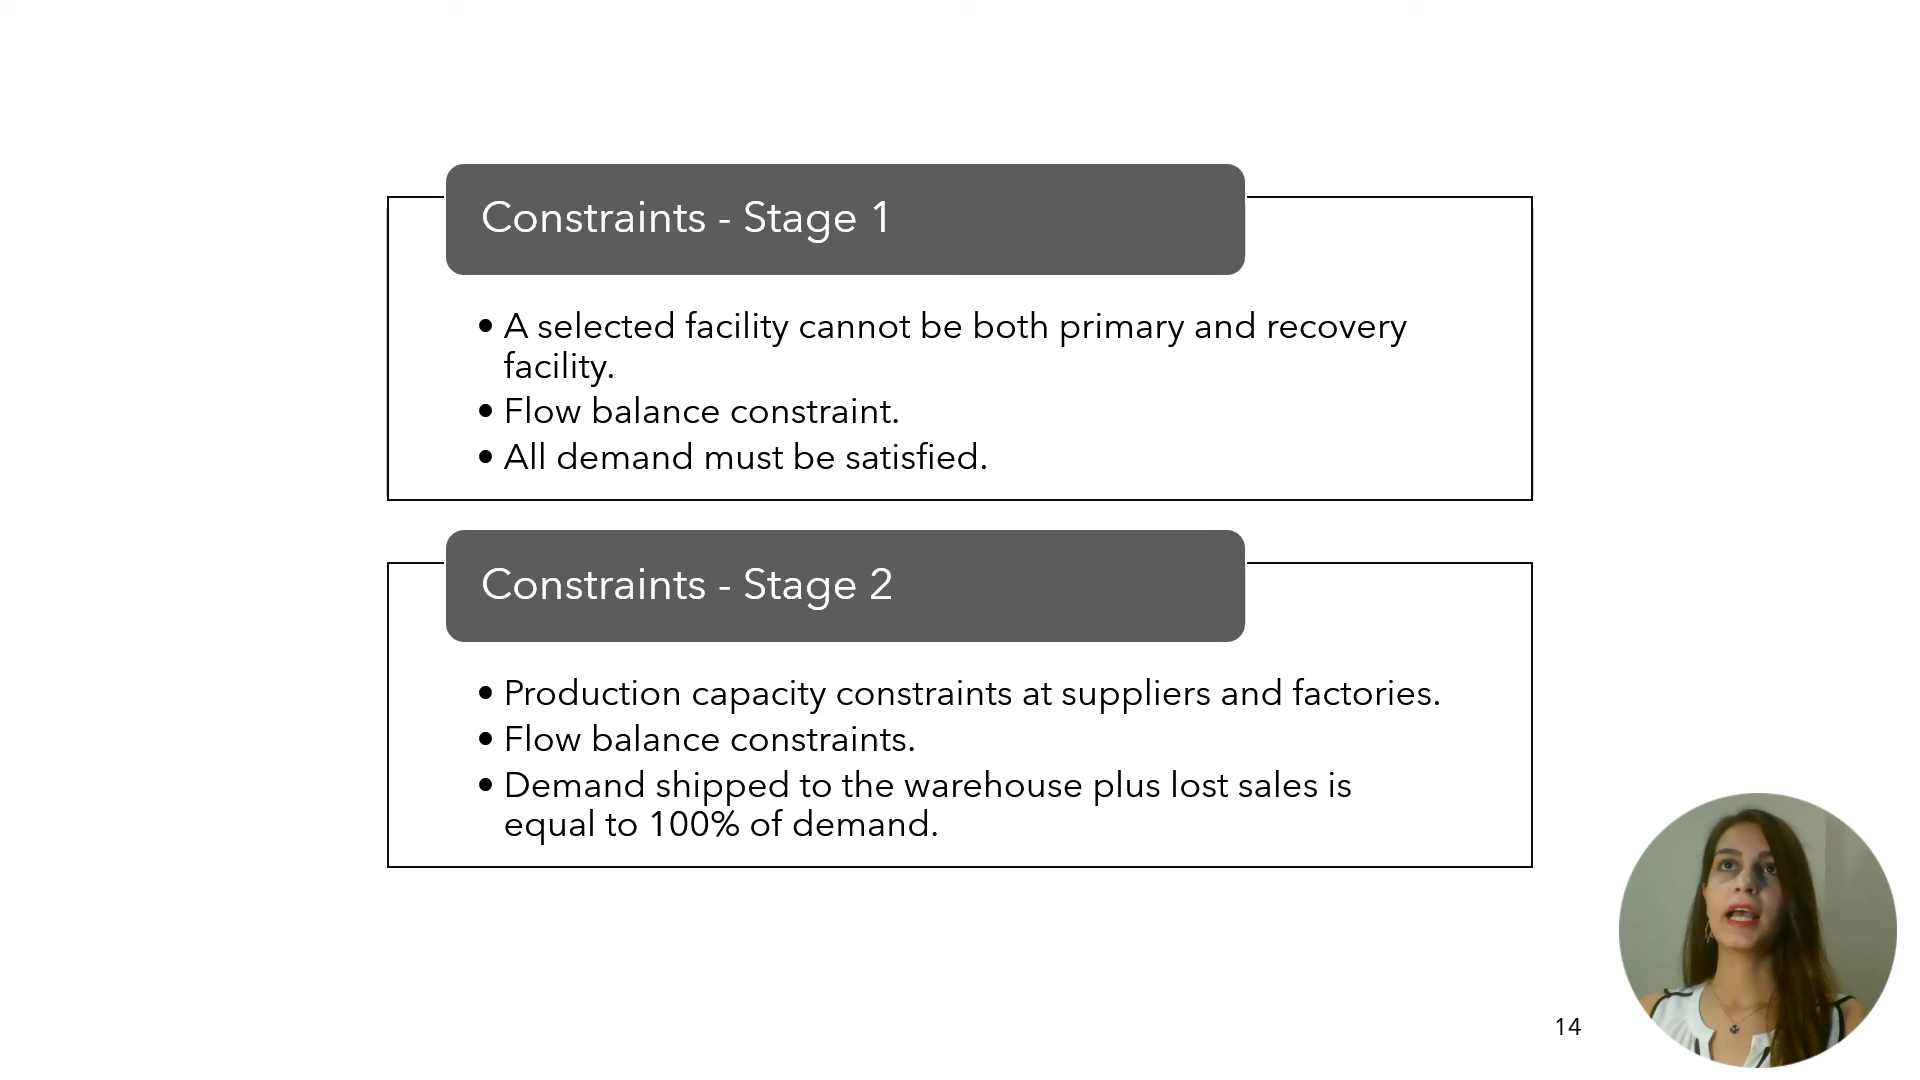 Constraints - Stage 1
• A selected facility cannot be both primary and recovery
facility.
• Flow balance constraint.
• All demand must be satisfied.
Constraints - Stage 2
• Production capacity constraints at suppliers and factories.
• Flow balance constraints.
• Demand shipped to the warehouse plus lost sales is
equal to 100% of demand.
14